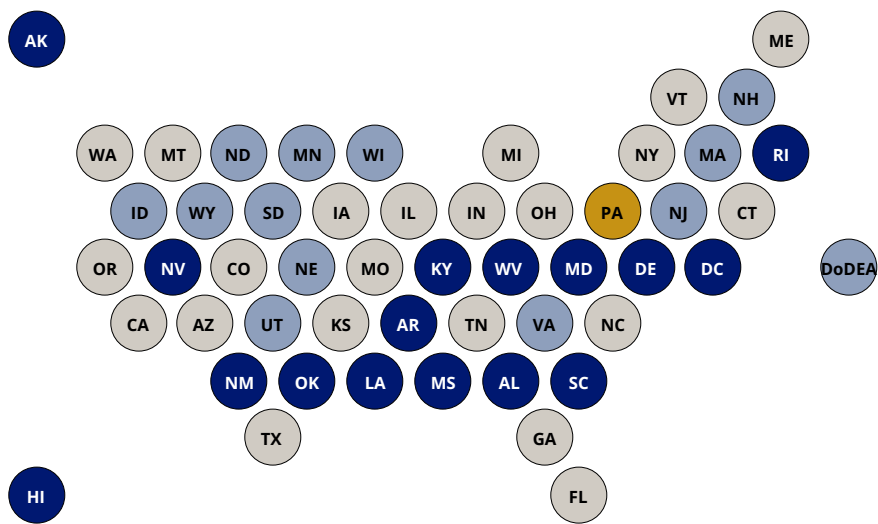 AK
ME
VT NH
WA MT ND MN WI MI NY MA RI
ID WY SD IA IL IN OH PA NJ CT
OR NV CO NE MO KY WV MD DE DC DoDEA
CA AZ UT KS AR TN VA NC
NM OK LA MS AL SC
TX GA
HI FL